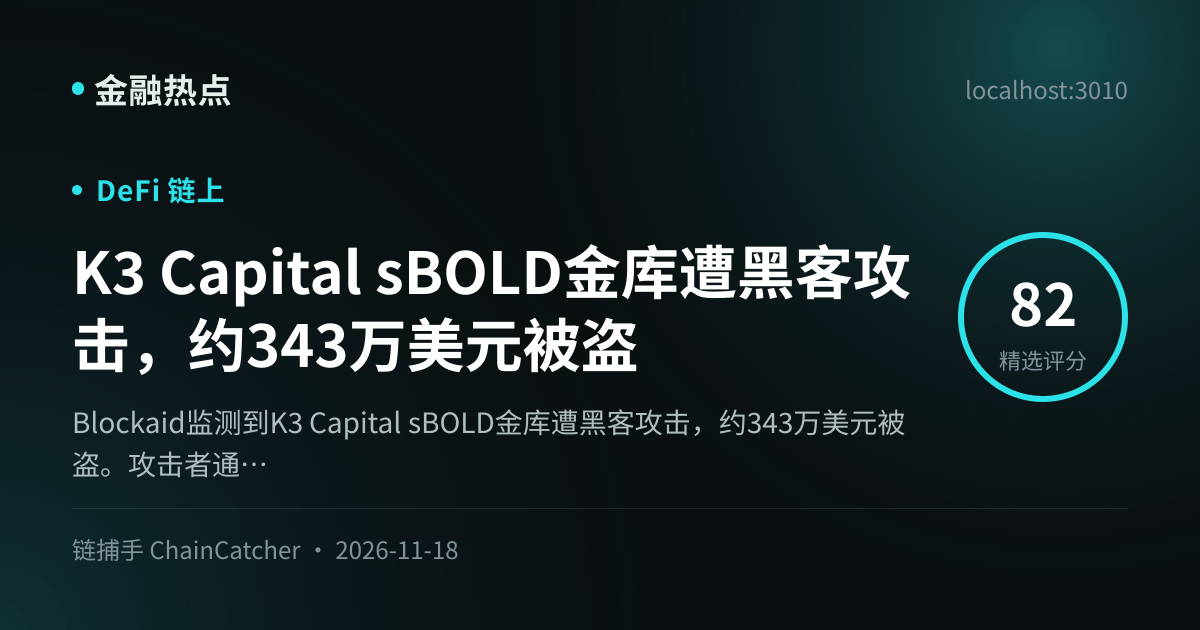 金融热点
localhost:3010
DeFi 链上
K3 Capital sBOLD金库遭黑客攻
击，约343万美元被盗
82
精选评分
Blockaid监测到K3 Capital sBOLD金库遭黑客攻击，约343万美元被
盗。攻击者通…
链捕手 ChainCatcher · 2026-11-18